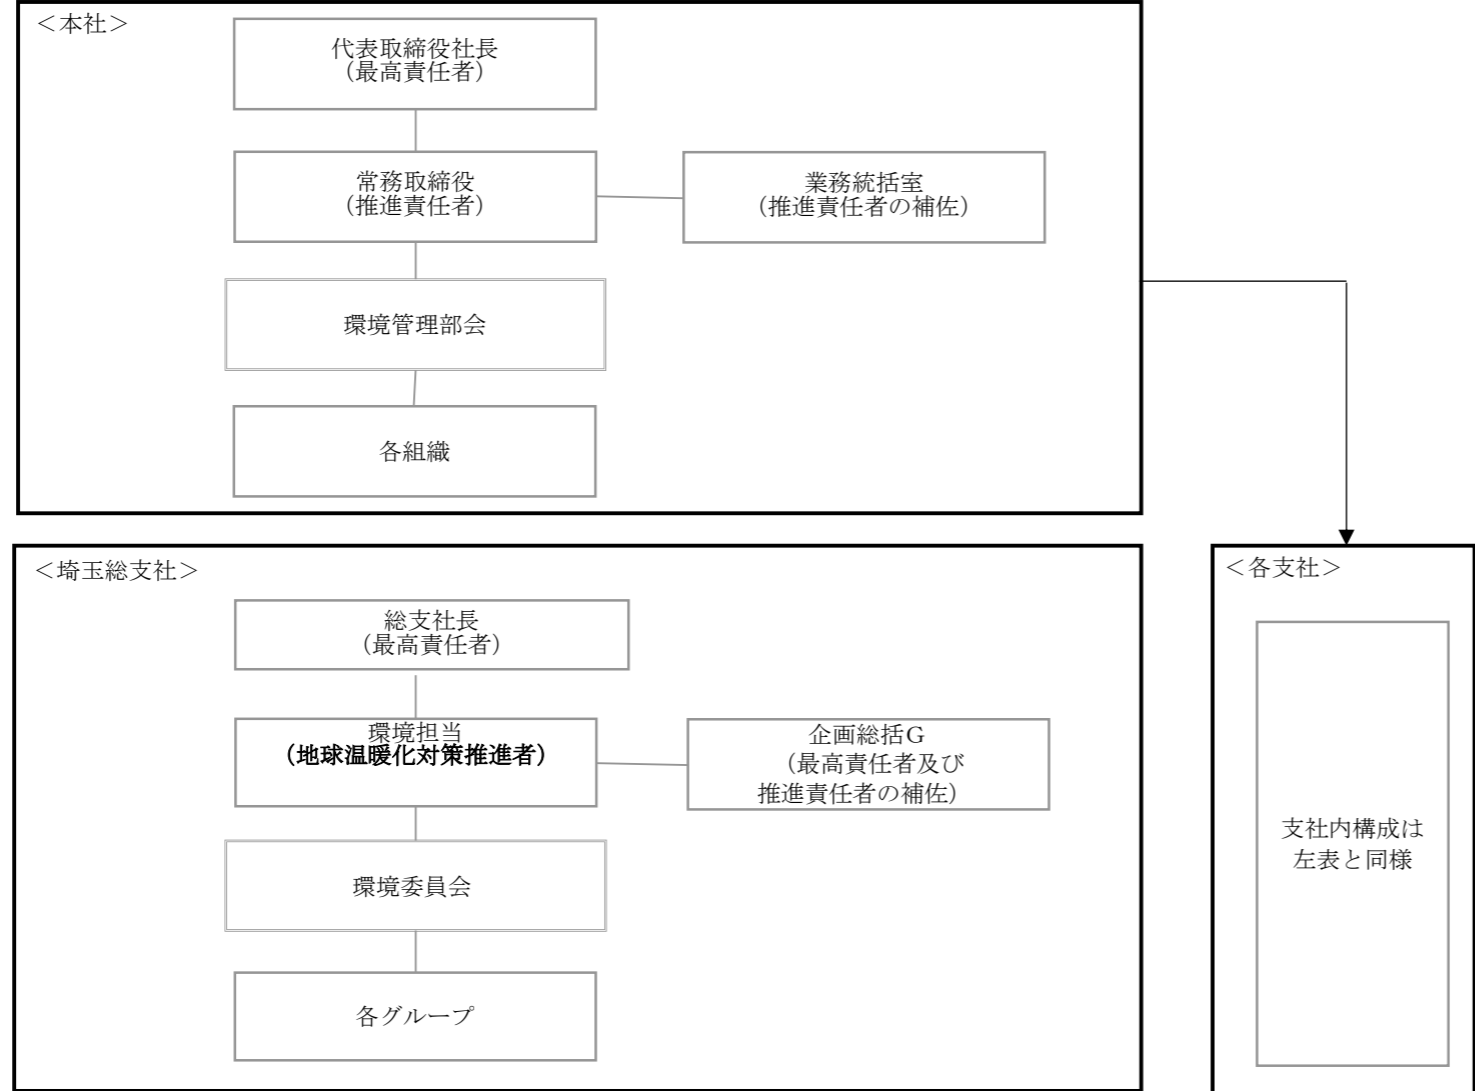 ＜本社＞
代表取締役社長
（最高責任者）
常務取締役
（推進責任者）
業務統括室
（推進責任者の補佐）
環境管理部会
各組織
＜埼玉総支社＞
総支社長
（最高責任者）
環境担当
（地球温暖化対策推進者）
企画総括G
（最高責任者及び
推進責任者の補佐）
環境委員会
各グループ
＜各支社＞
支社内構成は
左表と同様